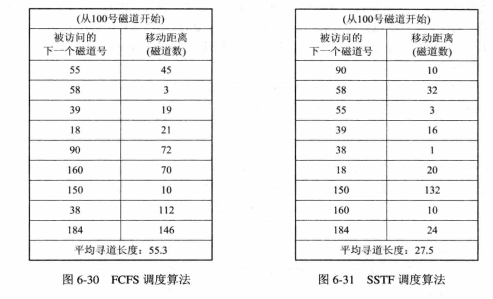 (从100号磁道开始)
被访问的
下一个磁道号
移动距离
(磁道数)
55 45
58 3
39 19
18 21
90 72
160 70
150 10
38 112
184 146
平均寻道长度：55.3
图 6-30 FCFS 调度算法
(从100号磁道开始)
被访问的
下一个磁道号
移动距离
(磁道数)
90 10
58 32
55 3
39 16
38 1
18 20
150 132
160 10
184 24
平均寻道长度：27.5
图 6-31 SSTF 调度算法